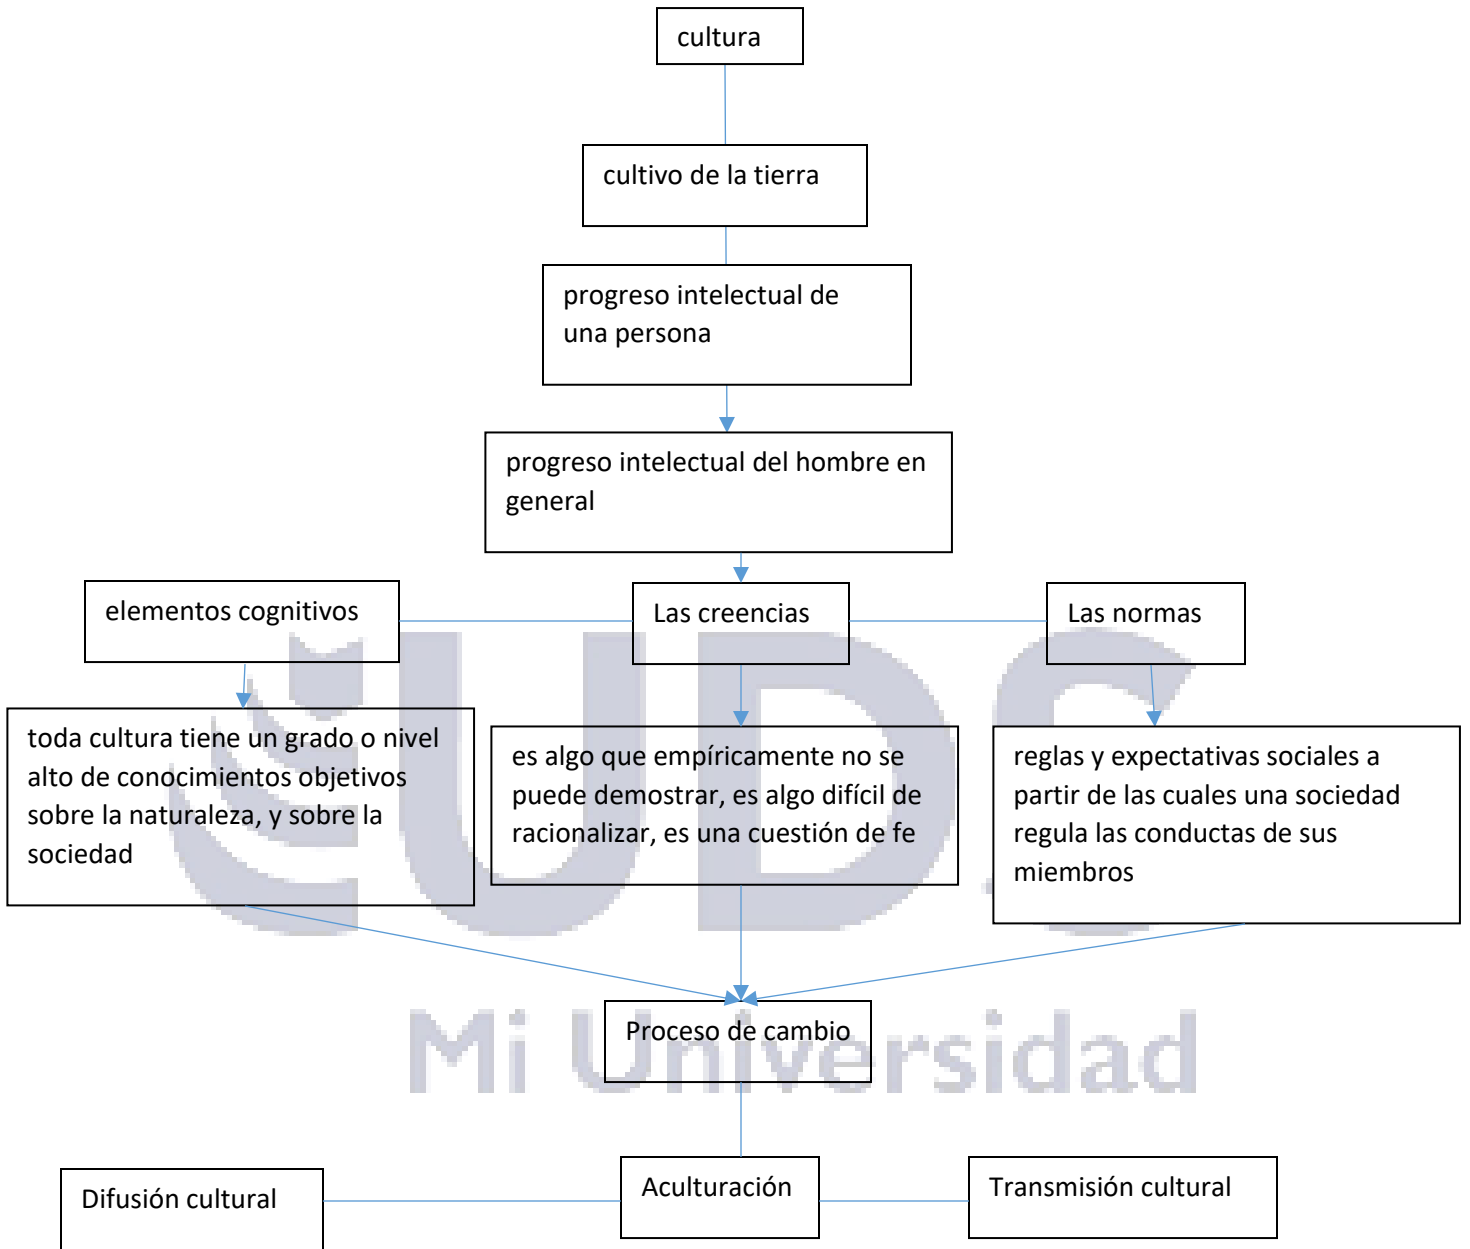 cultura
cultivo de la tierra
progreso intelectual de
una persona
progreso intelectual del hombre en
general
elementos cognitivos
Las creencias
Las normas
toda cultura tiene un grado o nivel
alto de conocimientos objetivos
sobre la naturaleza, y sobre la
sociedad
es algo que empíricamente no se
puede demostrar, es algo difícil de
racionalizar, es una cuestión de fe
reglas y expectativas sociales a
partir de las cuales una sociedad
regula las conductas de sus
miembros
UDS
Mi Universidad
Proceso de cambio
Difusión cultural
Aculturación
Transmisión cultural